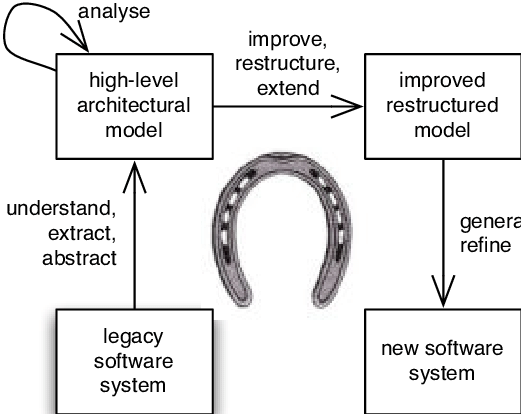 analyse
improve,
restructure,
extend
high-level
architectural
model
improved
restructured
model
understand,
extract,
abstract
refine
legacy
software
system
new software
system